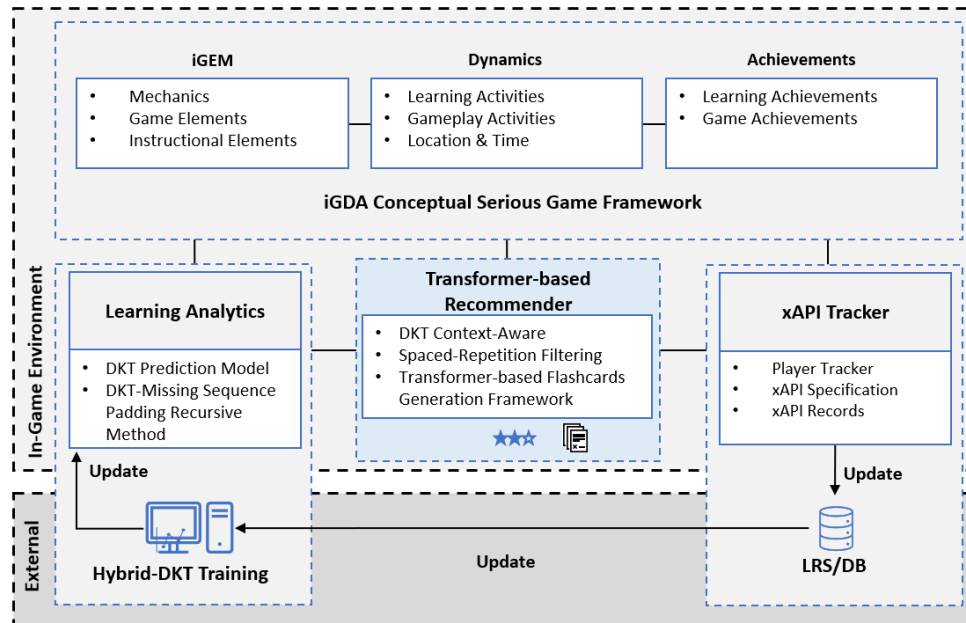 iGEM
• Mechanics
• Game Elements
• Instructional Elements
Dynamics
• Learning Activities
• Gameplay Activities
• Location & Time
Achievements
• Learning Achievements
• Game Achievements
iGDA Conceptual Serious Game Framework
In-Game Environment
Learning Analytics
• DKT Prediction Model
• DKT-Missing Sequence
Padding Recursive
Method
Transformer-based
Recommender
• DKT Context-Aware
• Spaced-Repetition Filtering
• Transformer-based Flashcards
Generation Framework
xAPI Tracker
• Player Tracker
• xAPI Specification
• xAPI Records
Update
Update
External
Hybrid-DKT Training
Update
LRS/DB